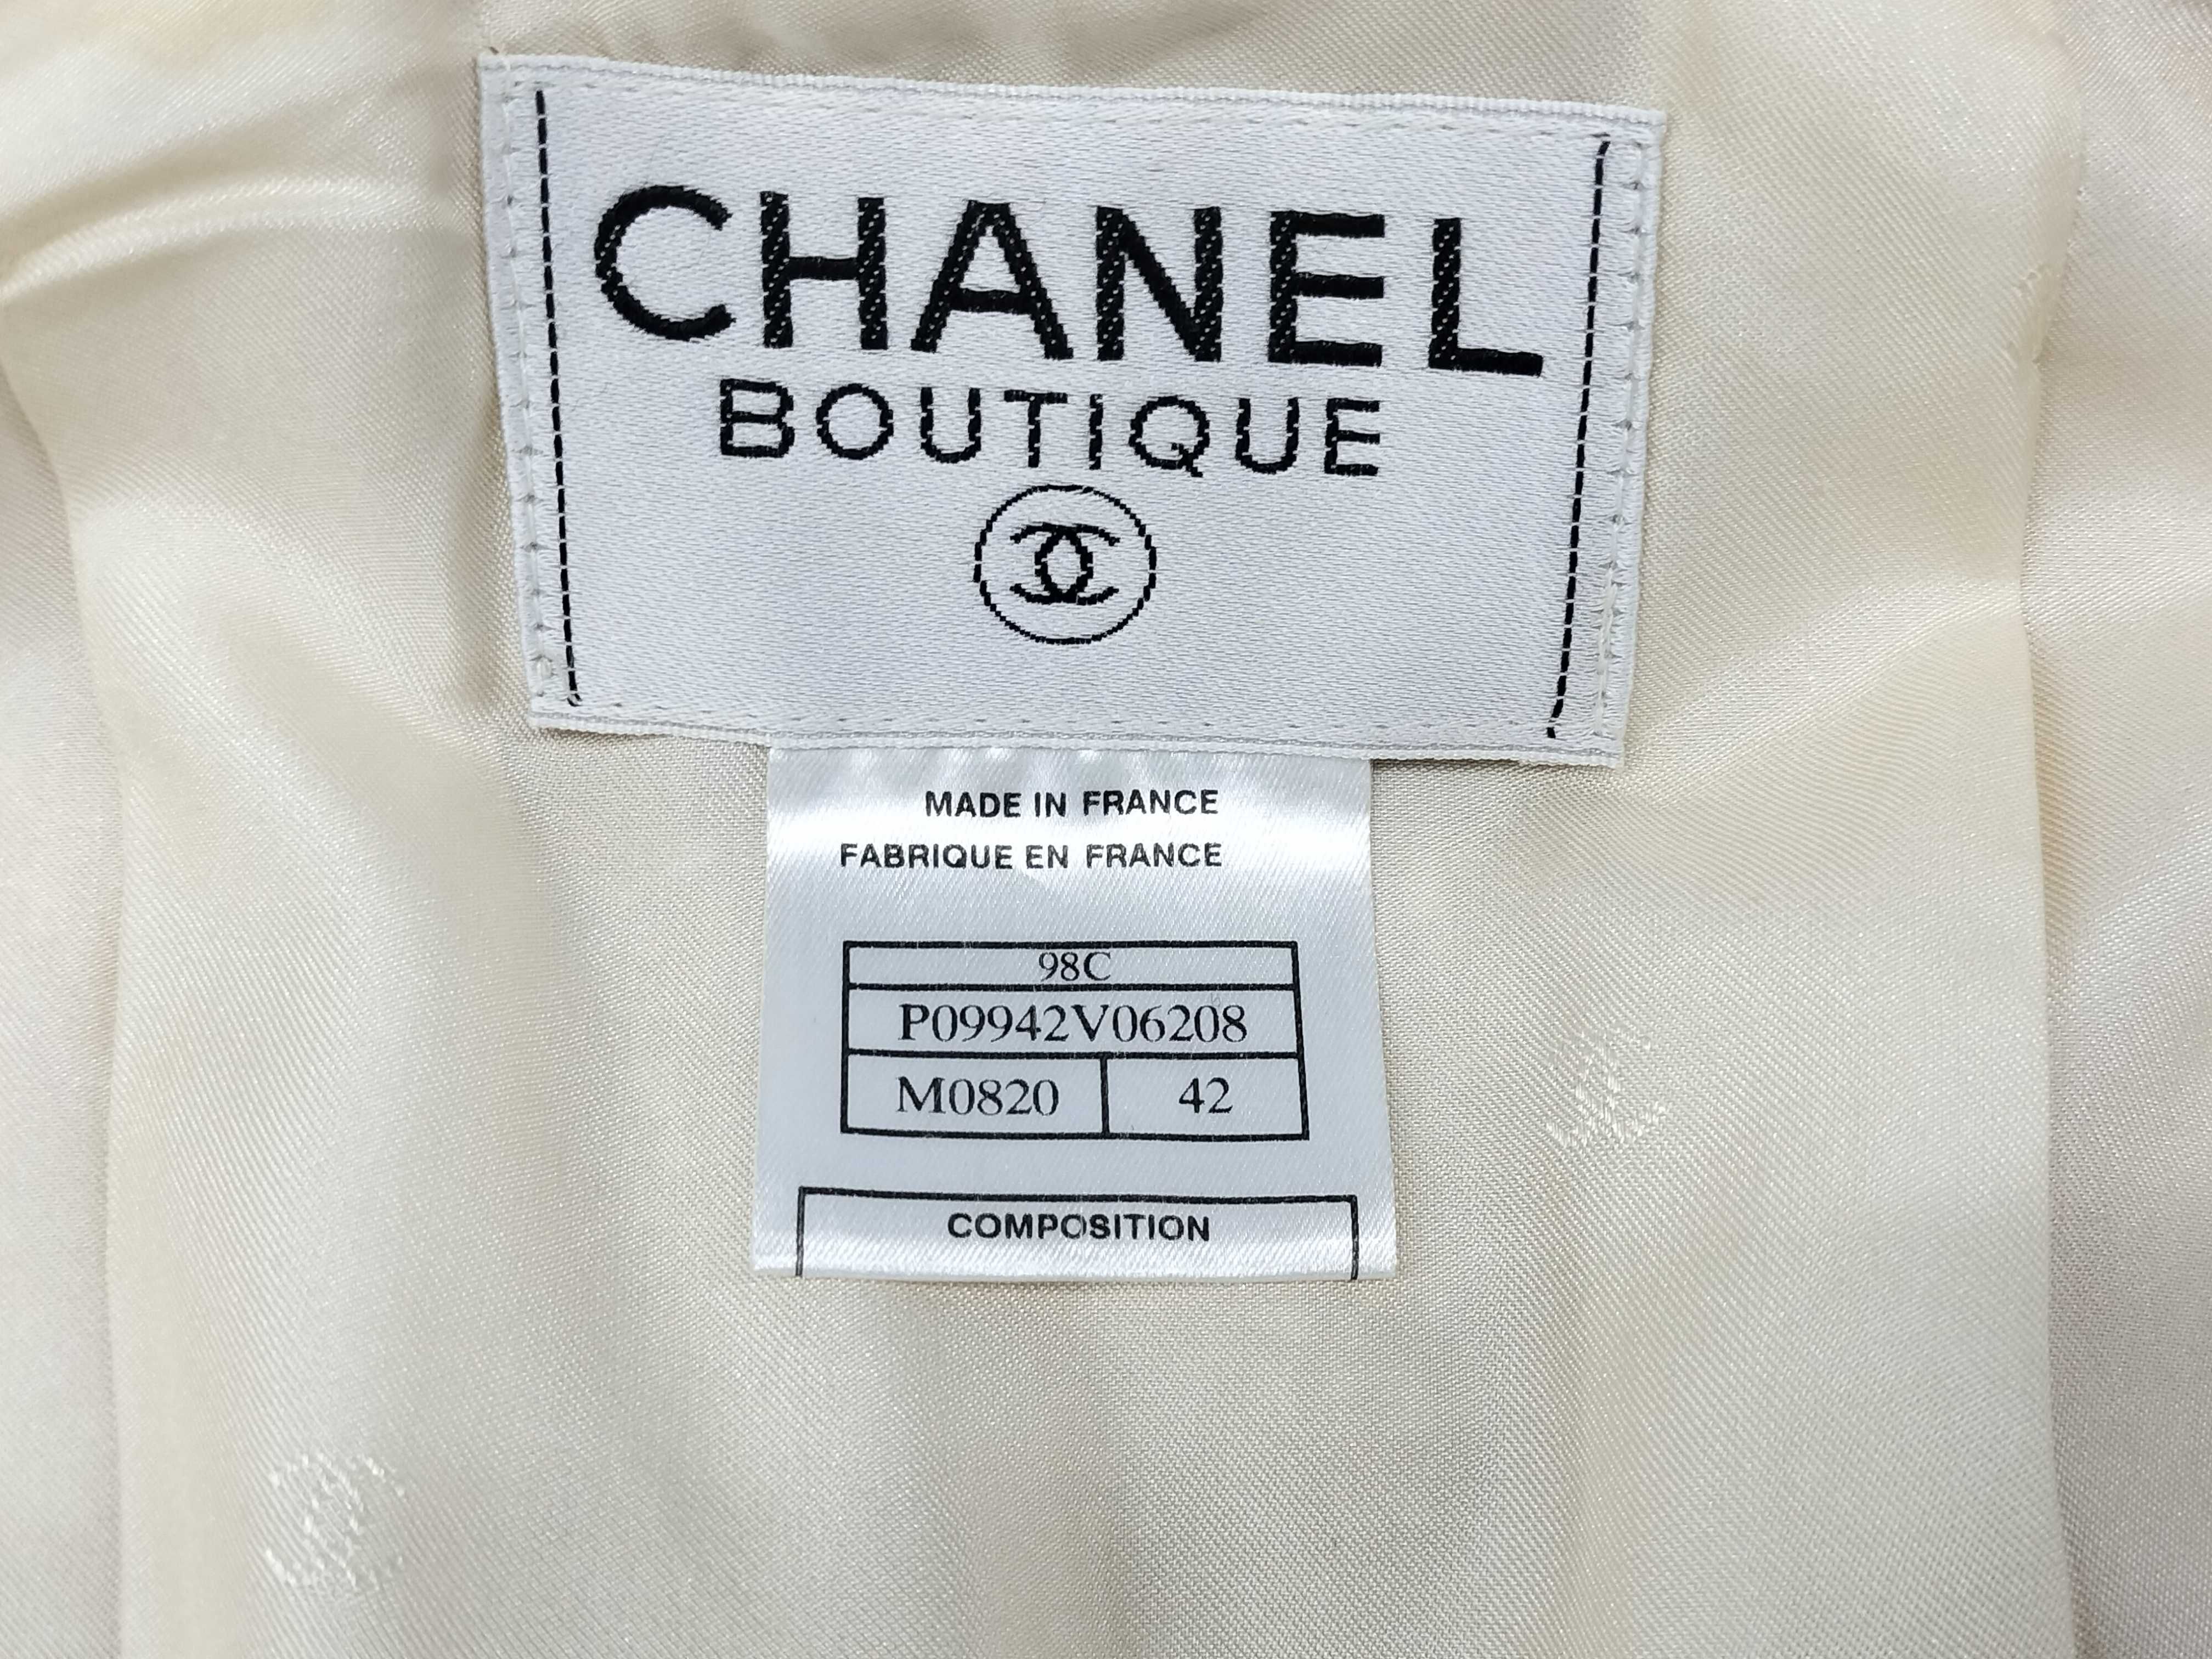 CHANEL
BOUTIQUE
MADE IN FRANCE
FABRIQUE EN FRANCE
98C
P09942V06208
M0820 42
COMPOSITION